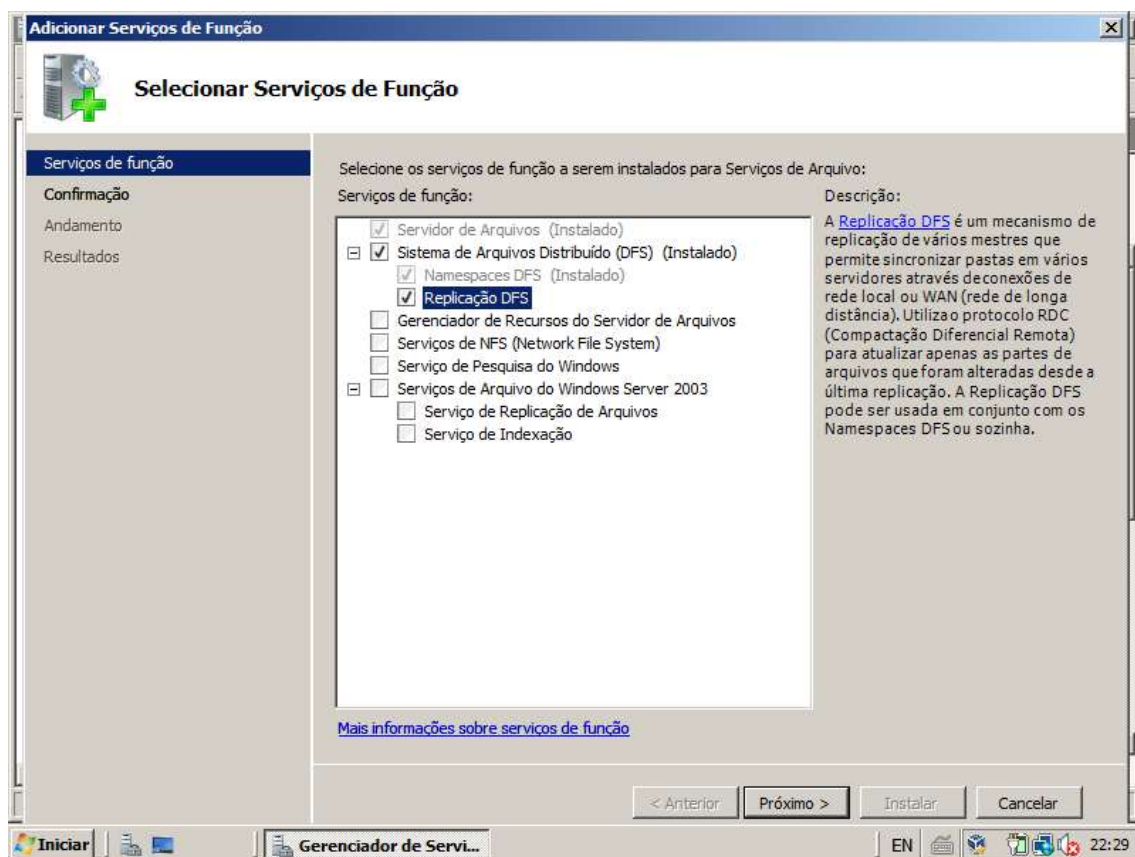 Adicionar Serviços de Função
Selecionar Serviços de Função
Serviços de função
Confirmação
Andamento
Resultados
Selecione os serviços de função a serem instalados para Serviços de Arquivo:
Serviços de função:
Servidor de Arquivos (Instalado)
Sistema de Arquivos Distribuído (DFS) (Instalado)
Namespaces DFS (Instalado)
Replicação DFS
Gerenciador de Recursos do Servidor de Arquivos
Serviços de NFS (Network File System)
Serviço de Pesquisa do Windows
Serviços de Arquivo do Windows Server 2003
Serviço de Replicação de Arquivos
Serviço de Indexação
Mais informações sobre serviços de função
Descrição:
A Replicação DFS é um mecanismo de
replicação de vários mestres que
permite sincronizar pastas em vários
servidores através de conexões de
rede local ou WAN (rede de longa
distância). Utiliza o protocolo RDC
(Compactação Diferencial Remota)
para atualizar apenas as partes de
arquivos que foram alteradas desde a
última replicação. A Replicação DFS
pode ser usada em conjunto com os
Namespaces DFS ou sozinha.
< Anterior
Próximo >
Instalar
Cancelar
Iniciar
Gerenciador de Servi...
EN
22:29